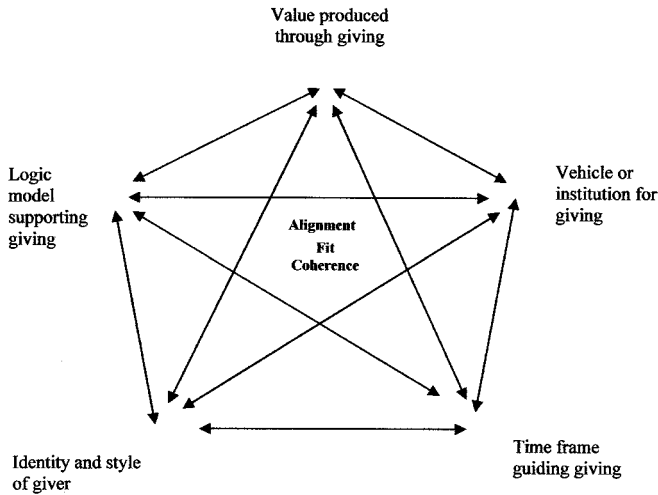 Value produced
through giving
Logic
model
supporting
giving
Vehicle or
institution for
giving
Alignment
Fit
Coherence
Identity and style
of giver
Time frame
guiding giving